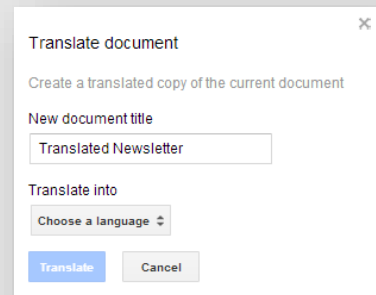 Translate document
Create a translated copy of the current document
New document title
Translated Newsletter
Translate into
Choose a language
Translate
Cancel